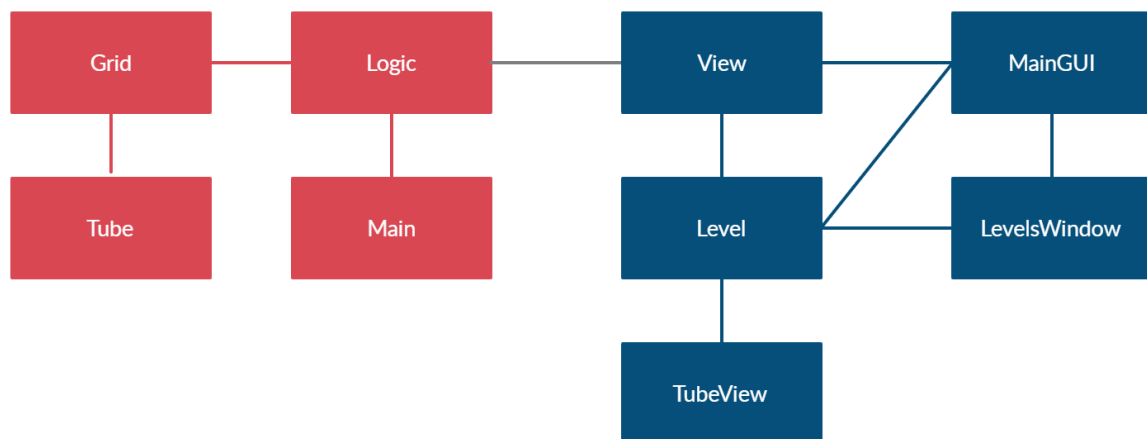 Grid
Logic
View
MainGUI
Tube
Main
Level
LevelsWindow
TubeView